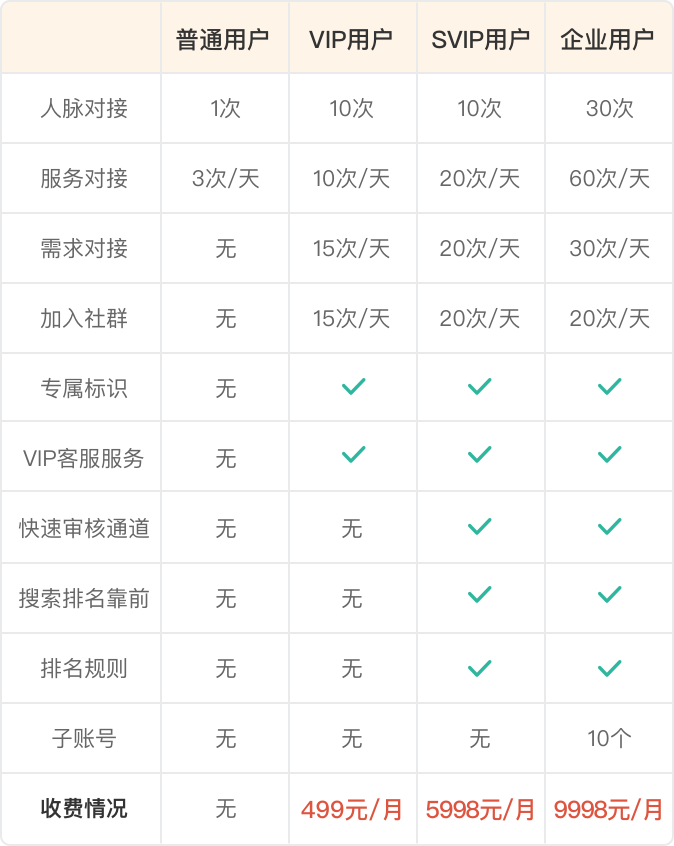 普通用户 VIP用户 SVIP用户 企业用户
人脉对接 1次 10次 10次 30次
服务对接 3次/天 10次/天 20次/天 60次/天
需求对接 无 15次/天 20次/天 30次/天
加入社群 无 15次/天 20次/天 20次/天
专属标识 无
VIP客服服务 无
快速审核通道 无 无
搜索排名靠前 无 无
排名规则 无 无
子账号 无 无 无 10个
收费情况 无 499元/月 5998元/月 9998元/月